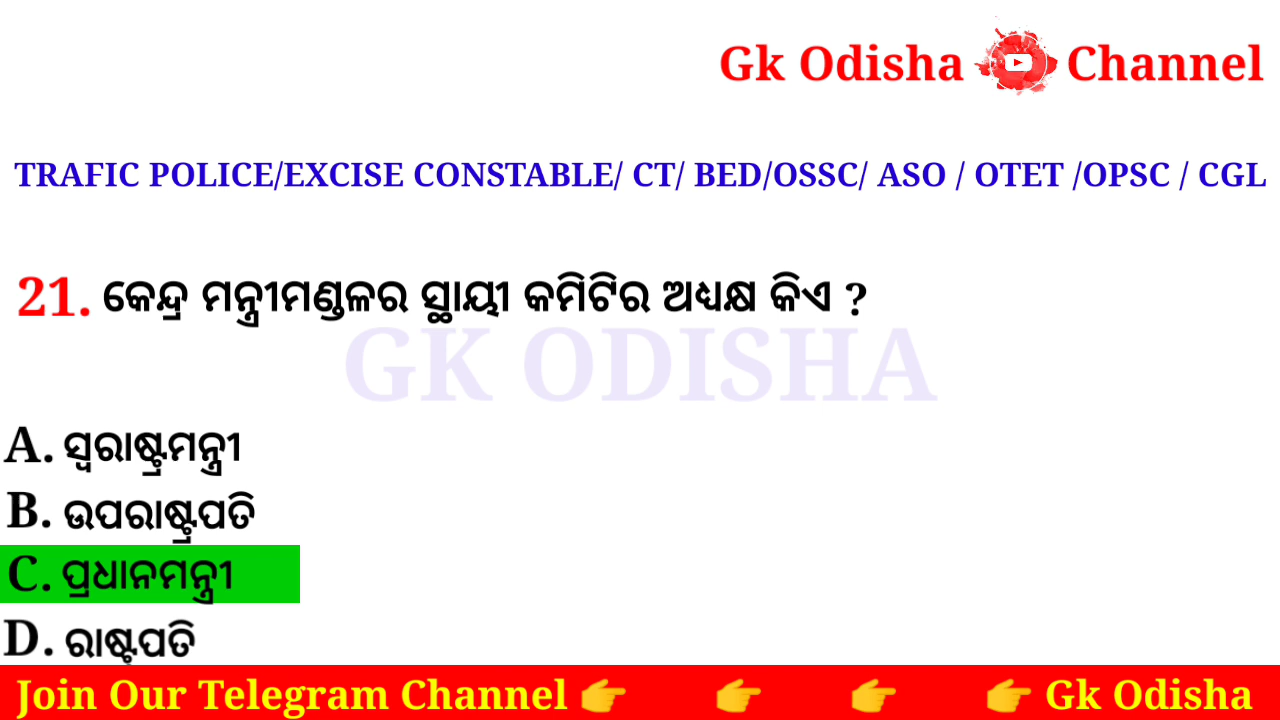 Gk Odisha Channel
TRAFIC POLICE/EXCISE CONSTABLE/ CT/ BED/OSSC/ ASO / OTET /OPSC / CGL
21. କେନ୍ଦ୍ର ମନ୍ତ୍ରୀମଣ୍ଡଳର ସ୍ଥାୟୀ କମିଟିର ଅଧ୍ୟକ୍ଷ କିଏ ?
GK ODISHA
A. ସ୍ୱରାଷ୍ଟ୍ରମନ୍ତ୍ରୀ
B. ଉପରାଷ୍ଟ୍ରପତି
C. ପ୍ରଧାନମନ୍ତ୍ରୀ
D. ରାଷ୍ଟ୍ରପତି
Join Our Telegram Channel 👉 👉 👉 👉 Gk Odisha